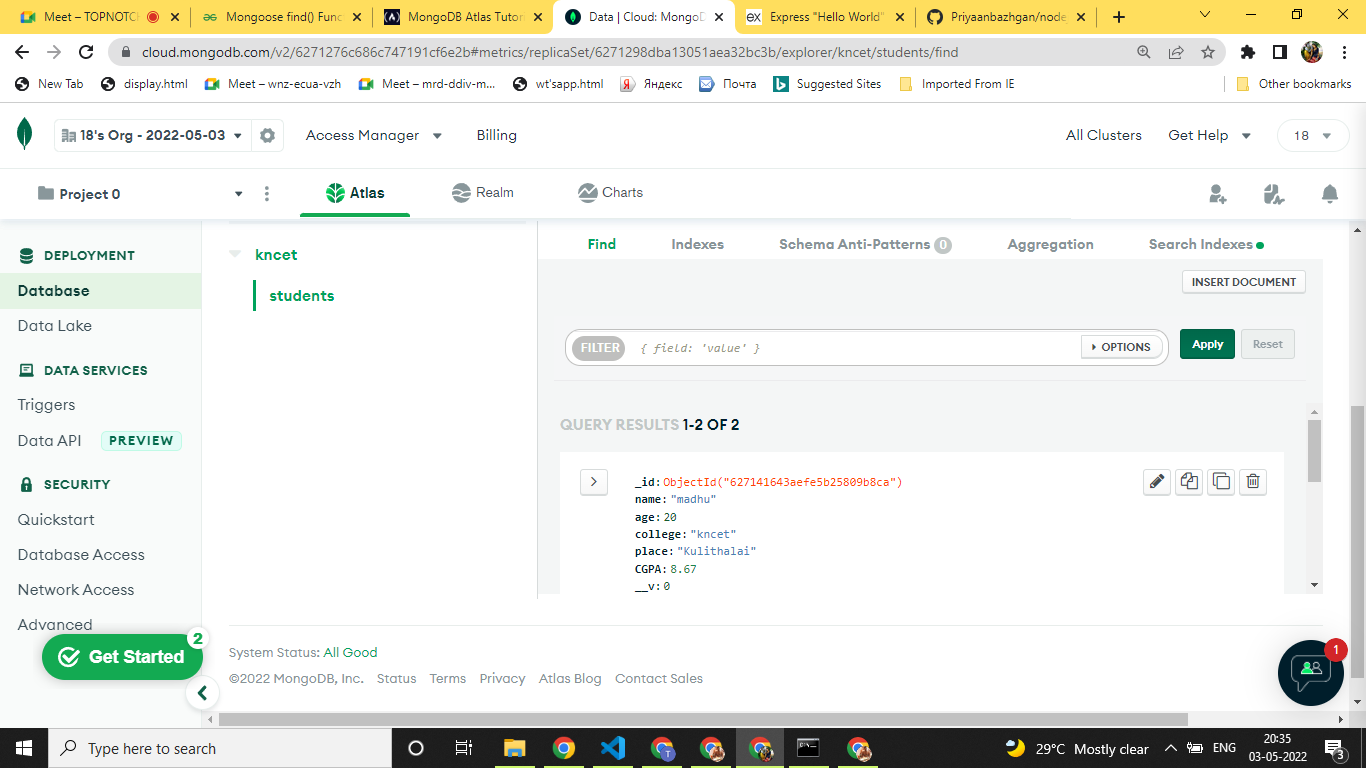 Meet – TOPNOTCH
Mongoose find() Func
MongoDB Atlas Tutor
Data | Cloud: MongoD
Express "Hello World"
Priyaanbazhgan/node
cloud.mongodb.com/v2/6271276c686c747191cf6e2b#metrics/replicaSet/6271298dba13051aea32bc3b/explorer/kncet/students/find
New Tab
display.html
Meet – wnz-ecua-vzh
Meet – mrd-ddiv-m...
wt'sapp.html
Яндекс
Почта
Suggested Sites
Imported From IE
Other bookmarks
18's Org - 2022-05-03
Access Manager
Billing
All Clusters
Get Help
18
Project 0
Atlas
Realm
Charts
DEPLOYMENT
Database
Data Lake
DATA SERVICES
Triggers
Data API PREVIEW
SECURITY
Quickstart
Database Access
Network Access
Advanced
Get Started
2
kncet
students
Find
Indexes
Schema Anti-Patterns 0
Aggregation
Search Indexes
INSERT DOCUMENT
FILTER { field: 'value' }
OPTIONS
Apply
Reset
QUERY RESULTS 1-2 OF 2
_id: ObjectId("627141643aefe5b25809b8ca")
name: "madhu"
age: 20
college: "kncet"
place: "Kulithalai"
CGPA: 8.67
__v: 0
System Status: All Good
©2022 MongoDB, Inc.
Status
Terms
Privacy
Atlas Blog
Contact Sales
1
Type here to search
T
29°C Mostly clear
ENG
20:35
03-05-2022
3